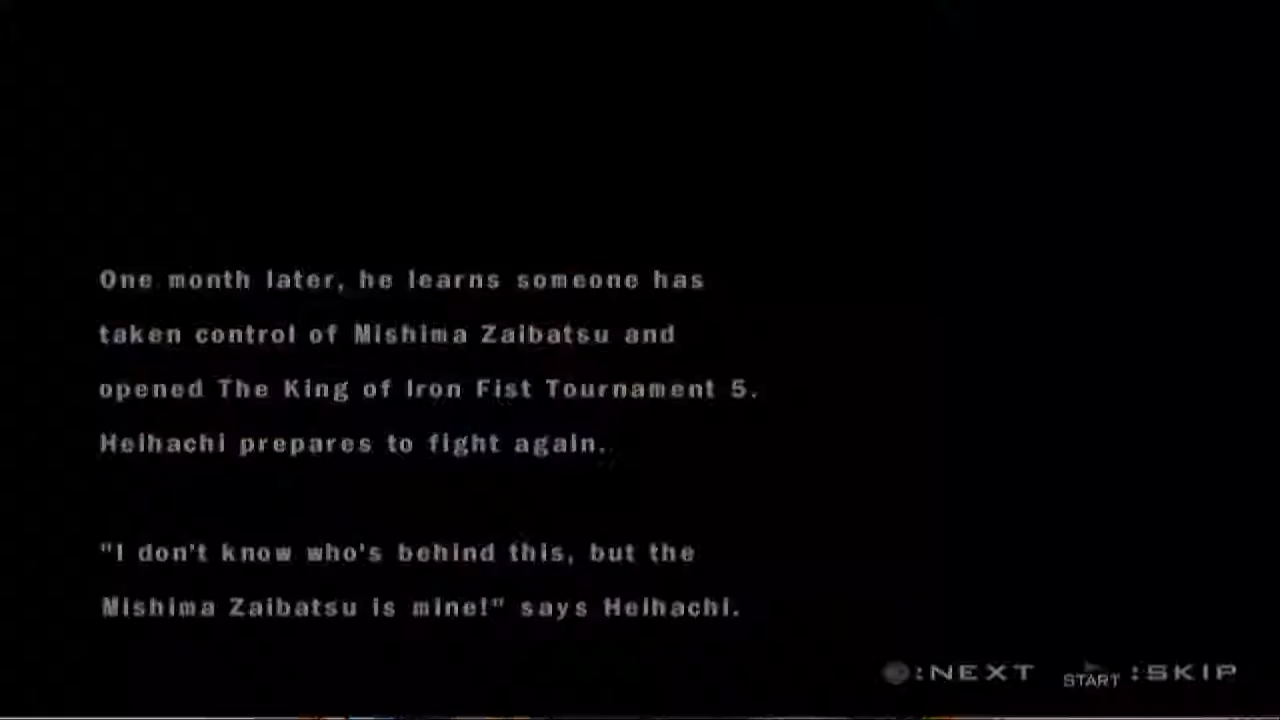 One month later, he learns someone has
taken control of Mishima Zaibatsu and
opened The King of Iron Fist Tournament 5.
Heihachi prepares to fight again.
"I don't know who's behind this, but the
Mishima Zaibatsu is mine!" says Heihachi.
:NEXT START :SKIP